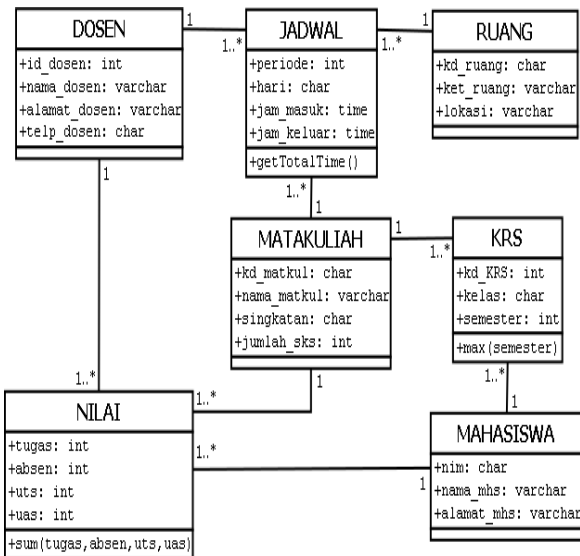 DOSEN
+id_dosen: int
+nama_dosen: varchar
+alamat_dosen: varchar
+telp_dosen: char
1
1..*
JADWAL
+periode: int
+hari: char
+jam_masuk: time
+jam_keluar: time
+getTotalTime()
1..*
1
RUANG
+kd_ruang: char
+ket_ruang: varchar
+lokasi: varchar
1
1..*
1
MATAKULIAH
+kd_matkul: char
+nama_matkul: varchar
+singkatan: char
+jumlah_sks: int
1
1..*
KRS
+kd_KRS: int
+kelas: char
+semester: int
+max(semester)
1..*
1
1..*
1
1..*
NILAI
+tugas: int
+absen: int
+uts: int
+uas: int
+sum(tugas,absen,uts,uas)
1..*
1
MAHASISWA
+nim: char
+nama_mhs: varchar
+alamat_mhs: varchar